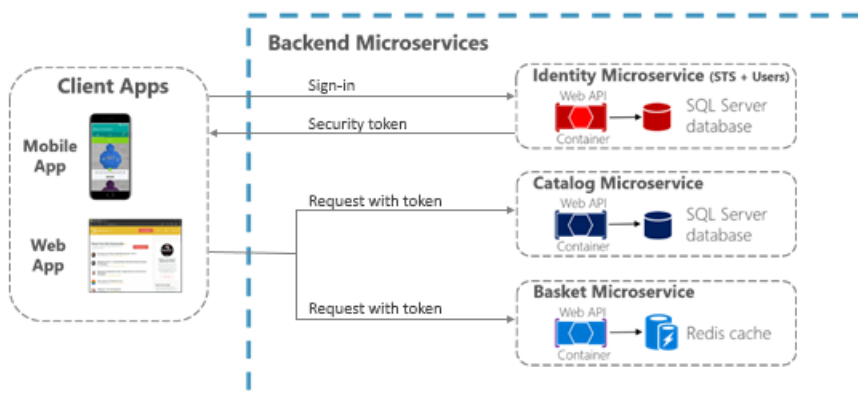 Backend Microservices
Client Apps
Mobile
App
Web
App
Sign-in
Security token
Request with token
Request with token
Identity Microservice (STS + Users)
Web API
Container
SQL Server
database
Catalog Microservice
Web API
Container
SQL Server
database
Basket Microservice
Web API
Container
Redis cache